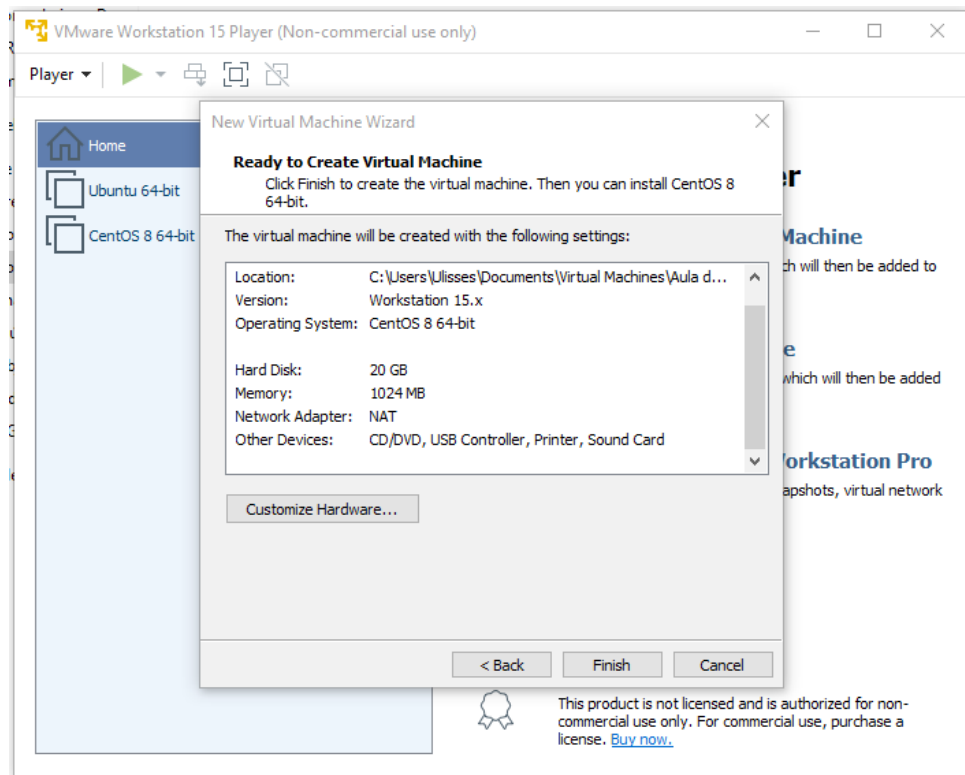 VMware Workstation 15 Player (Non-commercial use only)
Player
New Virtual Machine Wizard
Home
Ubuntu 64-bit
CentOS 8 64-bit
Ready to Create Virtual Machine
Click Finish to create the virtual machine. Then you can install CentOS 8
64-bit.
The virtual machine will be created with the following settings:
Location: C:\Users\Ulisses\Documents\Virtual Machines\Aula d...
Version: Workstation 15.x
Operating System: CentOS 8 64-bit
Hard Disk: 20 GB
Memory: 1024 MB
Network Adapter: NAT
Other Devices: CD/DVD, USB Controller, Printer, Sound Card
Customize Hardware...
< Back
Finish
Cancel
er
Machine
ch will then be added to
e
which will then be added
Workstation Pro
apshots, virtual network
This product is not licensed and is authorized for non-
commercial use only. For commercial use, purchase a
license. Buy now.